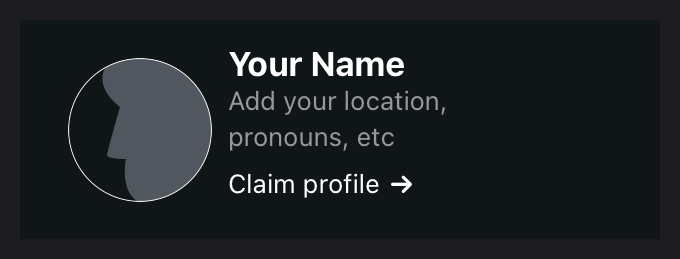 Your Name
Add your location,
pronouns, etc
Claim profile →